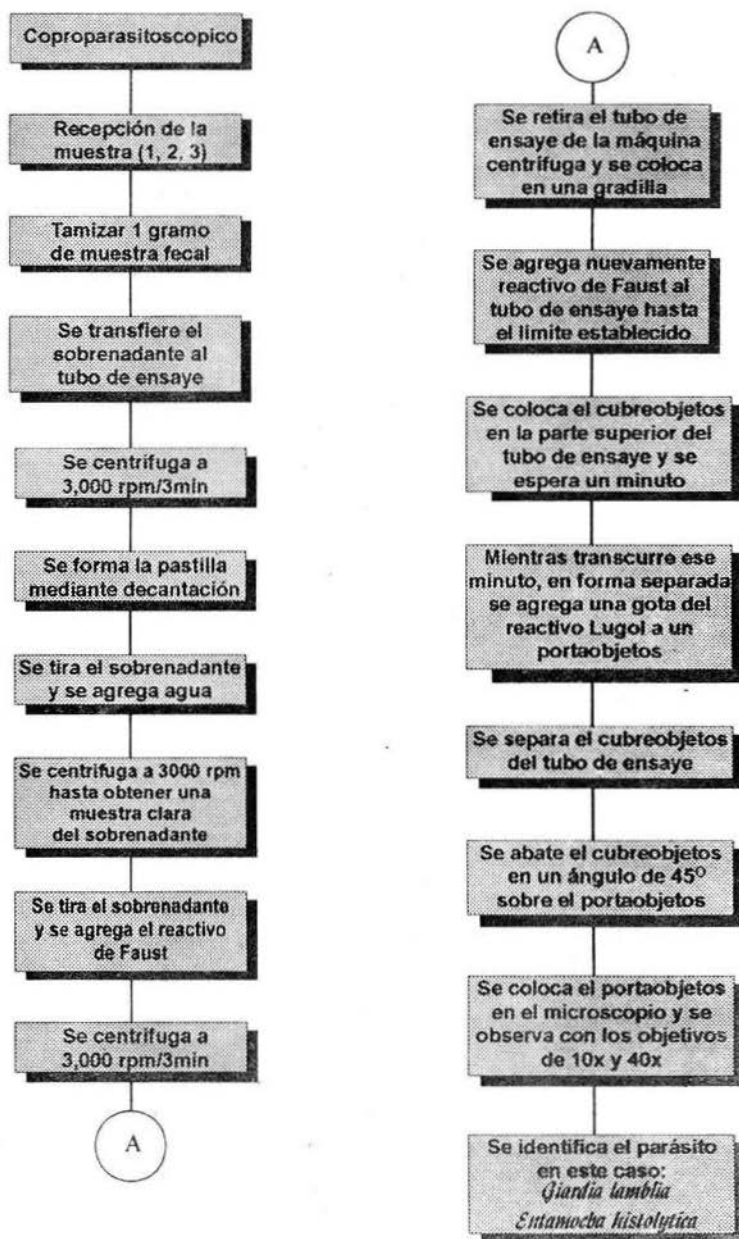 Coproparasitoscopico
Recepción de la
muestra (1, 2, 3)
Tamizar 1 gramo
de muestra fecal
Se transfiere el
sobrenadante al
tubo de ensaye
Se centrifuga a
3,000 rpm/3min
Se forma la pastilla
mediante decantación
Se tira el sobrenadante
y se agrega agua
Se centrifuga a 3000 rpm
hasta obtener una
muestra clara
del sobrenadante
Se tira el sobrenadante
y se agrega el reactivo
de Faust
Se centrifuga a
3,000 rpm/3min
A
A
Se retira el tubo de
ensaye de la máquina
centrifuga y se coloca
en una gradilla
Se agrega nuevamente
reactivo de Faust al
tubo de ensaye hasta
el limite establecido
Se coloca el cubreobjetos
en la parte superior del
tubo de ensaye y se
espera un minuto
Mientras transcurre ese
minuto, en forma separada
se agrega una gota del
reactivo Lugol a un
portaobjetos
Se separa el cubreobjetos
del tubo de ensaye
Se abate el cubreobjetos
en un ángulo de 45º
sobre el portaobjetos
Se coloca el portaobjetos
en el microscopio y se
observa con los objetivos
de 10x y 40x
Se identifica el parásito
en este caso:
Giardia lamblia
Entamoeba histolytica